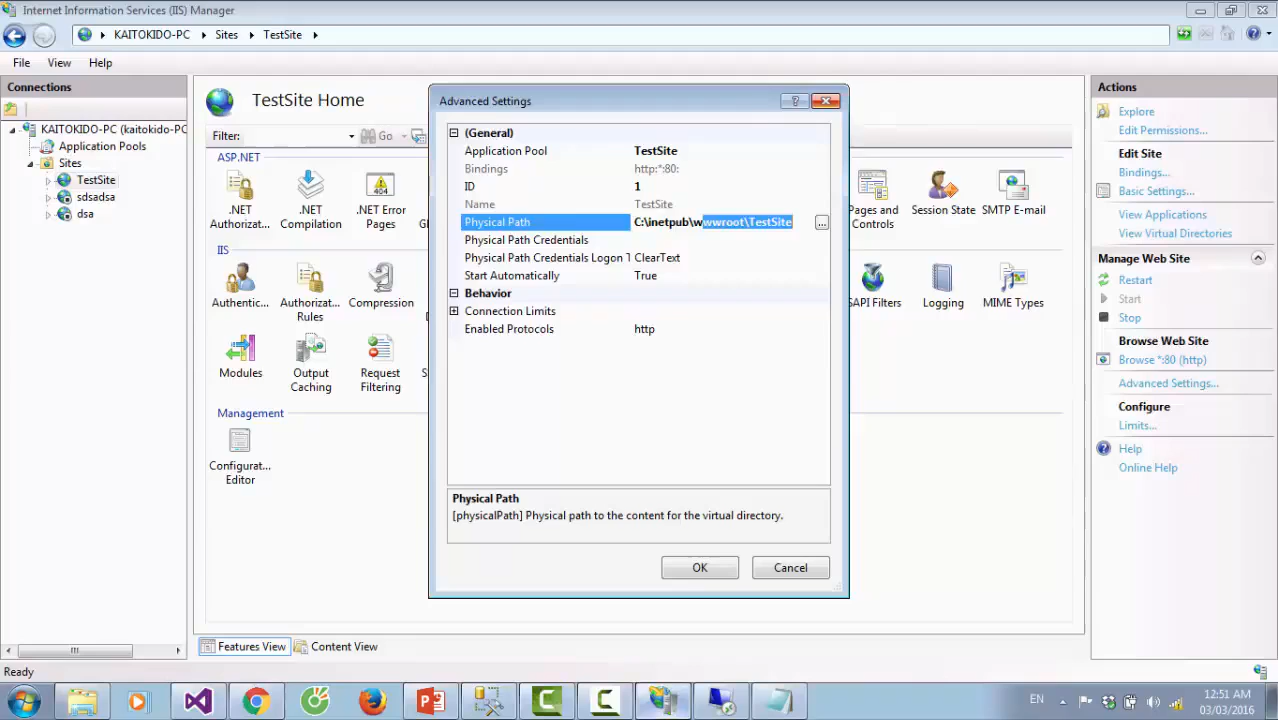 Internet Information Services (IIS) Manager
KAITOKIDO-PC
Sites
TestSite
File View Help
Connections
KAITOKIDO-PC (kaitokido-PC
Application Pools
Sites
TestSite
sdsadsa
dsa
TestSite Home
Filter:
Go
ASP.NET
.NET Authorizat...
.NET Compilation
.NET Error Pages
Pages and Controls
Session State
SMTP E-mail
IIS
Authentic...
Authorizat... Rules
Compression
SAPI Filters
Logging
MIME Types
Modules
Output Caching
Request Filtering
Management
Configurat... Editor
Features View
Content View
Advanced Settings
(General)
Application Pool TestSite
Bindings http:*:80:
ID 1
Name TestSite
Physical Path C:\inetpub\wwwroot\TestSite
Physical Path Credentials
Physical Path Credentials Logon T ClearText
Start Automatically True
Behavior
Connection Limits
Enabled Protocols http
Physical Path
[physicalPath] Physical path to the content for the virtual directory.
OK
Cancel
Actions
Explore
Edit Permissions...
Edit Site
Bindings...
Basic Settings...
View Applications
View Virtual Directories
Manage Web Site
Restart
Start
Stop
Browse Web Site
Browse *:80 (http)
Advanced Settings...
Configure
Limits...
Help
Online Help
Ready
EN
12:51 AM
03/03/2016